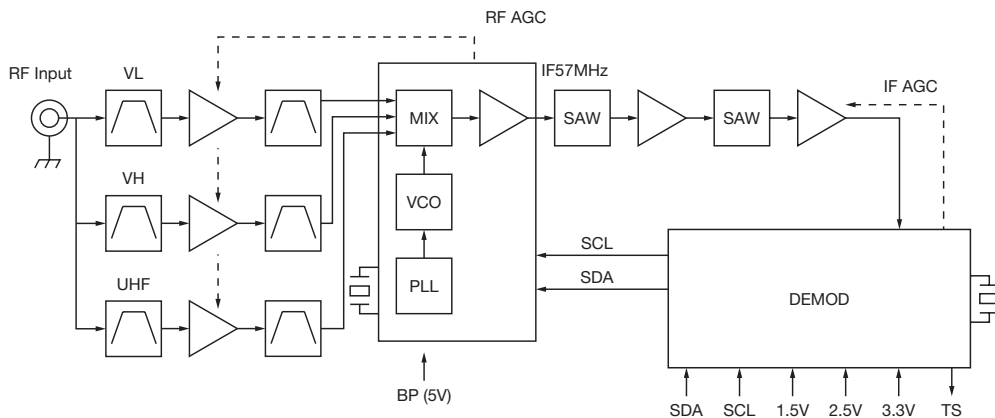 RF AGC
RF Input
VL
IF57MHz
IF AGC
MIX
SAW
SAW
VH
VCO
SCL
UHF
SDA
PLL
DEMOD
BP (5V)
SDA
SCL
1.5V
2.5V
3.3V
TS